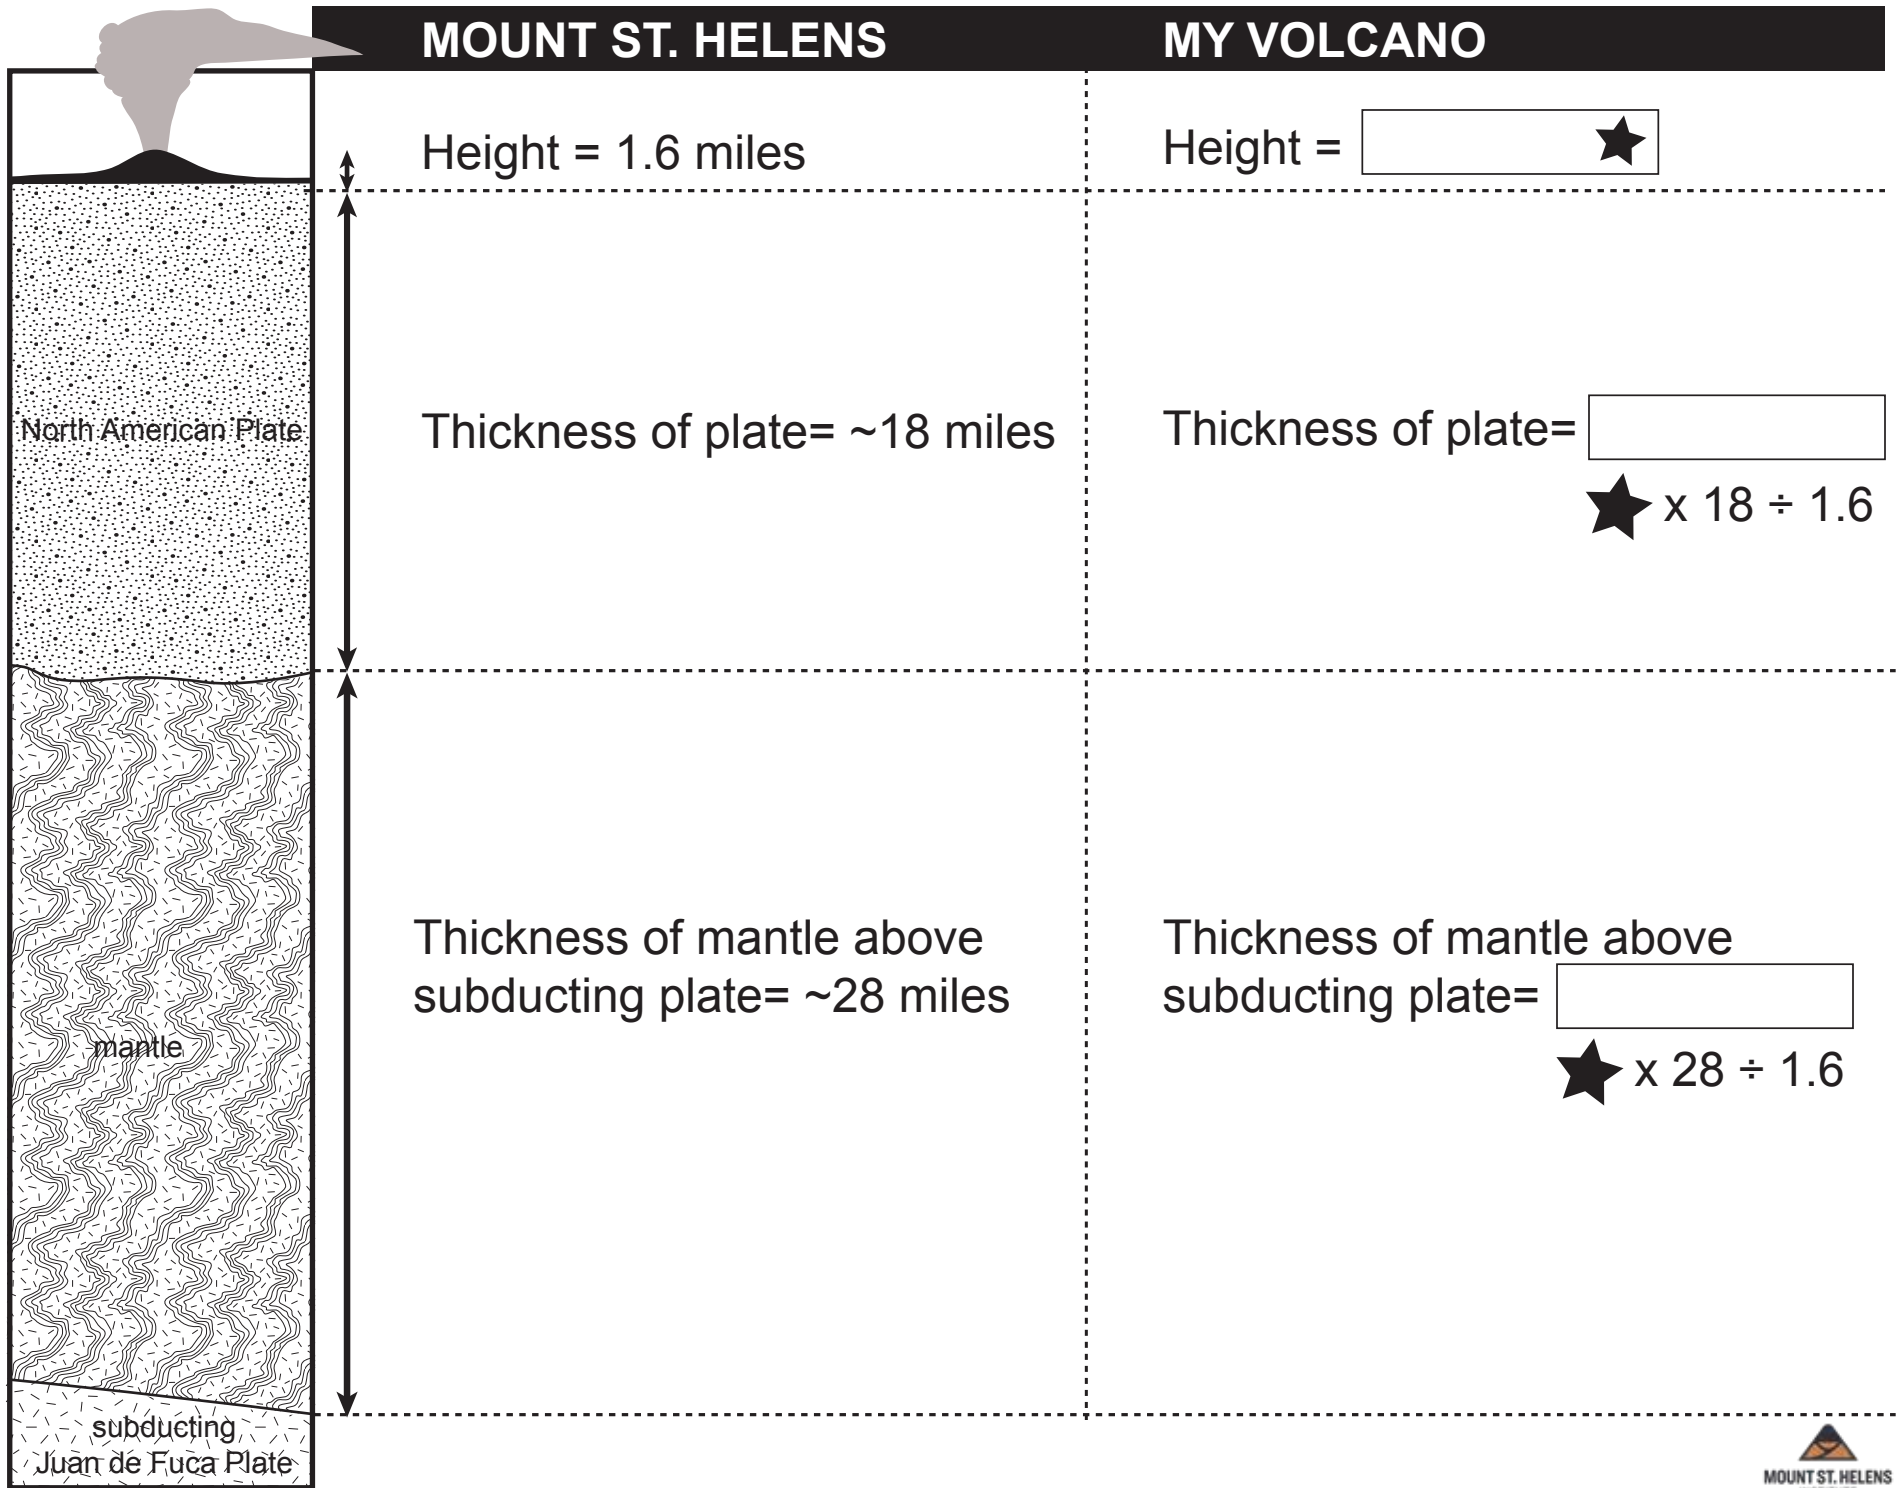 MOUNT ST. HELENS
MY VOLCANO
Height = 1.6 miles
Height =
North American Plate
Thickness of plate= ~18 miles
Thickness of plate=
x 18 ÷ 1.6
Thickness of mantle above
subducting plate= ~28 miles
Thickness of mantle above
subducting plate=
x 28 ÷ 1.6
mantle
subducting
Juan de Fuca Plate
MOUNT ST. HELENS